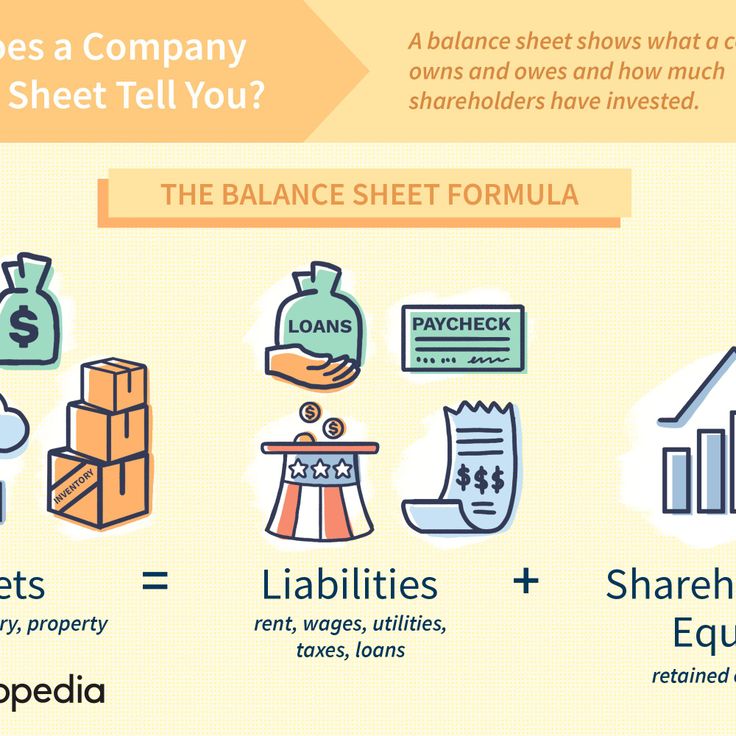 oes a Company
Sheet Tell You?
A balance sheet shows what a co
owns and owes and how much
shareholders have invested.
THE BALANCE SHEET FORMULA
$
LOANS
PAYCHECK
$ $
INVENTORY
$$$
ets = Liabilities + Shareh
Equ
ry, property
rent, wages, utilities,
taxes, loans
retained e
opedia